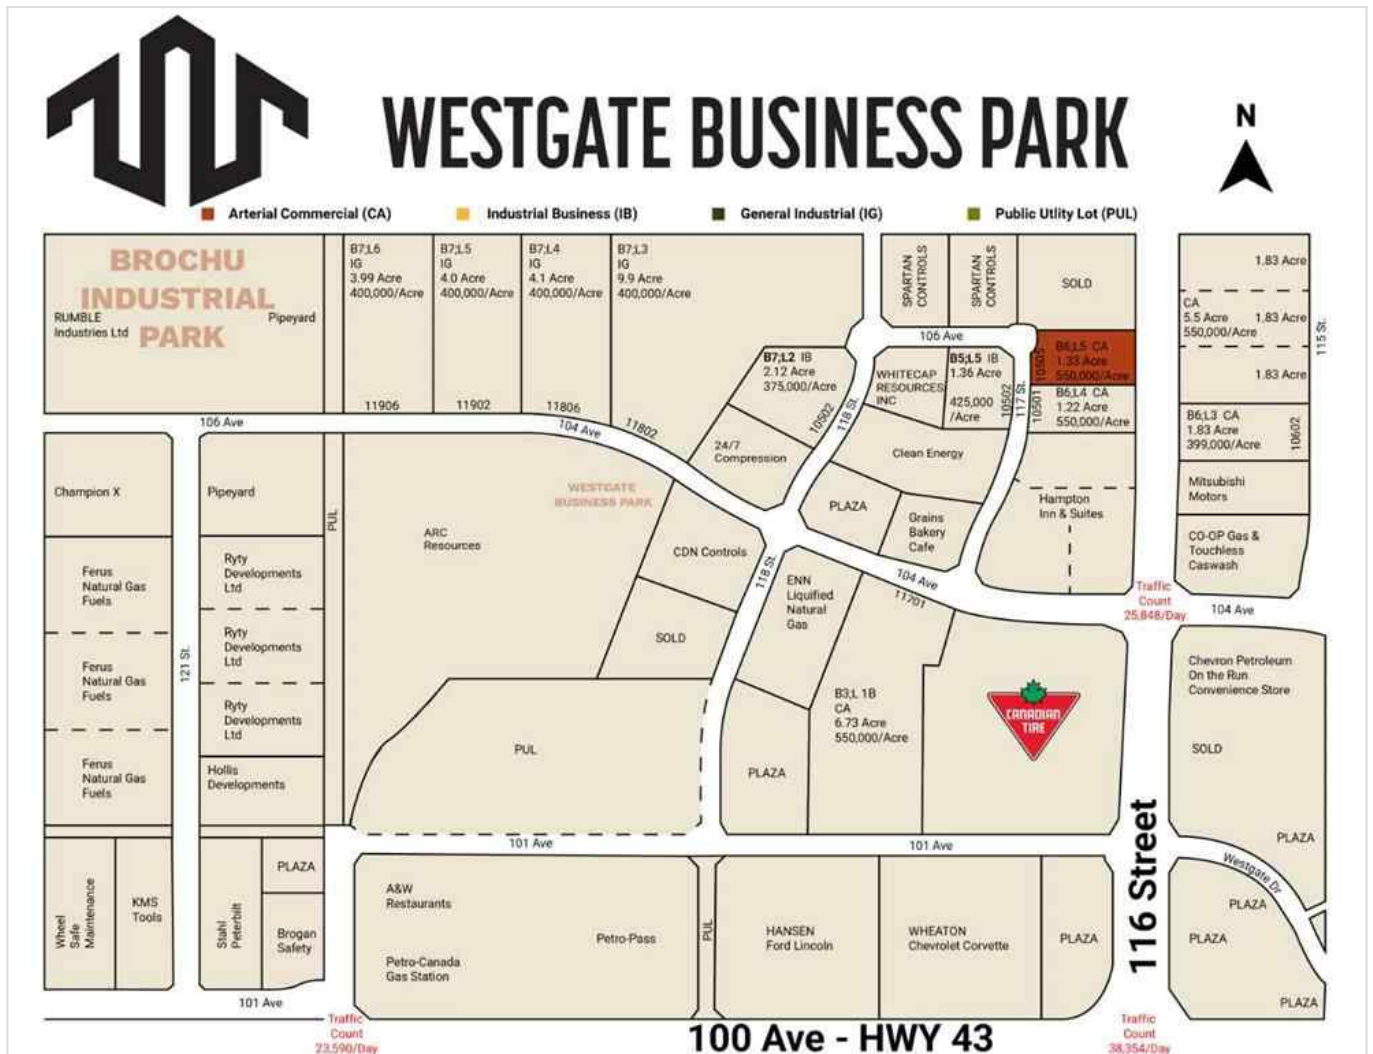 WESTGATE BUSINESS PARK
N
Arterial Commercial (CA)
Industrial Business (IB)
General Industrial (IG)
Public Utlity Lot (PUL)
BROCHU
INDUSTRIAL
PARK
RUMBLE
Industries Ltd
Pipeyard
B7;L6
IG
3.99 Acre
400,000/Acre
B7;L5
IG
4.0 Acre
400,000/Acre
B7;L4
IG
4.1 Acre
400,000/Acre
B7;L3
IG
9.9 Acre
400,000/Acre
SPARTAN
CONTROLS
SPARTAN
CONTROLS
SOLD
1.83 Acre
CA
5.5 Acre
550,000/Acre
1.83 Acre
1.83 Acre
115 St.
106 Ave
B7;L2 IB
2.12 Acre
375,000/Acre
10502
118 St.
WHITECAP
RESOURCES
INC
B5;L5 IB
1.36 Acre
425,000
/Acre
10502
117 St.
10505
B6;L5 CA
1.33 Acre
550,000/Acre
10501
B6;L4 CA
1.22 Acre
550,000/Acre
B6;L3 CA
1.83 Acre
399,000/Acre
10602
11906
11902
11806
11802
106 Ave
104 Ave
24/7
Compression
Clean Energy
Mitsubishi
Motors
Champion X
Pipeyard
PUL
WESTGATE
BUSINESS PARK
PLAZA
Grains
Bakery
Cafe
Hampton
Inn & Suites
CO-OP Gas &
Touchless
Caswash
ARC
Resources
CDN Controls
118 St.
ENN
Liquified
Natural
Gas
104 Ave
11701
Traffic
Count
25,848/Day
104 Ave
Ferus
Natural Gas
Fuels
Ryty
Developments
Ltd
SOLD
121 St.
Ferus
Natural Gas
Fuels
Ryty
Developments
Ltd
Chevron Petroleum
On the Run
Convenience Store
B3;L 1B
CA
6.73 Acre
550,000/Acre
CANADIAN
TIRE
Ryty
Developments
Ltd
PUL
SOLD
Ferus
Natural Gas
Fuels
Hollis
Developments
PLAZA
PLAZA
101 Ave
101 Ave
116 Street
Westgate Dr
Wheel
Safe
Maintenance
KMS
Tools
Stahl
Peterbilt
PLAZA
Brogan
Safety
A&W
Restaurants
Petro-Pass
Petro-Canada
Gas Station
PUL
HANSEN
Ford Lincoln
WHEATON
Chevrolet Corvette
PLAZA
PLAZA
PLAZA
PLAZA
101 Ave
Traffic
Count
23,590/Day
100 Ave - HWY 43
Traffic
Count
38,354/Day